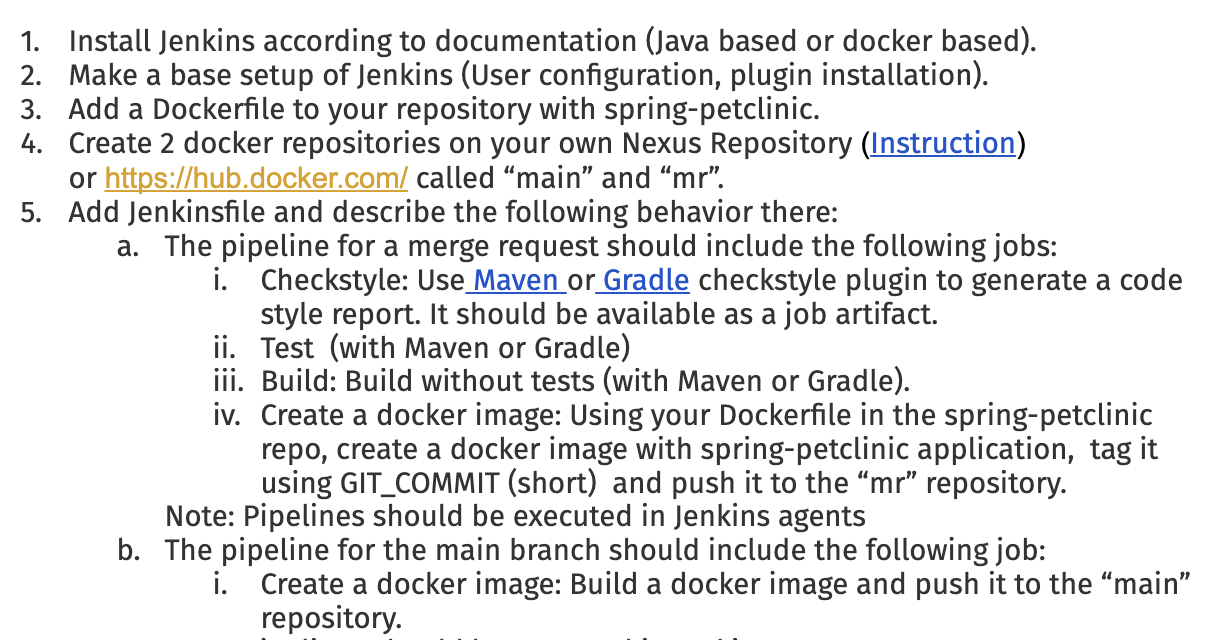 1. Install Jenkins according to documentation (Java based or docker based).
2. Make a base setup of Jenkins (User configuration, plugin installation).
3. Add a Dockerfile to your repository with spring-petclinic.
4. Create 2 docker repositories on your own Nexus Repository (Instruction)
or https://hub.docker.com/ called “main” and “mr”.
5. Add Jenkinsfile and describe the following behavior there:
a. The pipeline for a merge request should include the following jobs:
i. Checkstyle: Use Maven or Gradle checkstyle plugin to generate a code
style report. It should be available as a job artifact.
ii. Test (with Maven or Gradle)
iii. Build: Build without tests (with Maven or Gradle).
iv. Create a docker image: Using your Dockerfile in the spring-petclinic
repo, create a docker image with spring-petclinic application, tag it
using GIT_COMMIT (short) and push it to the “mr” repository.
Note: Pipelines should be executed in Jenkins agents
b. The pipeline for the main branch should include the following job:
i. Create a docker image: Build a docker image and push it to the “main”
repository.